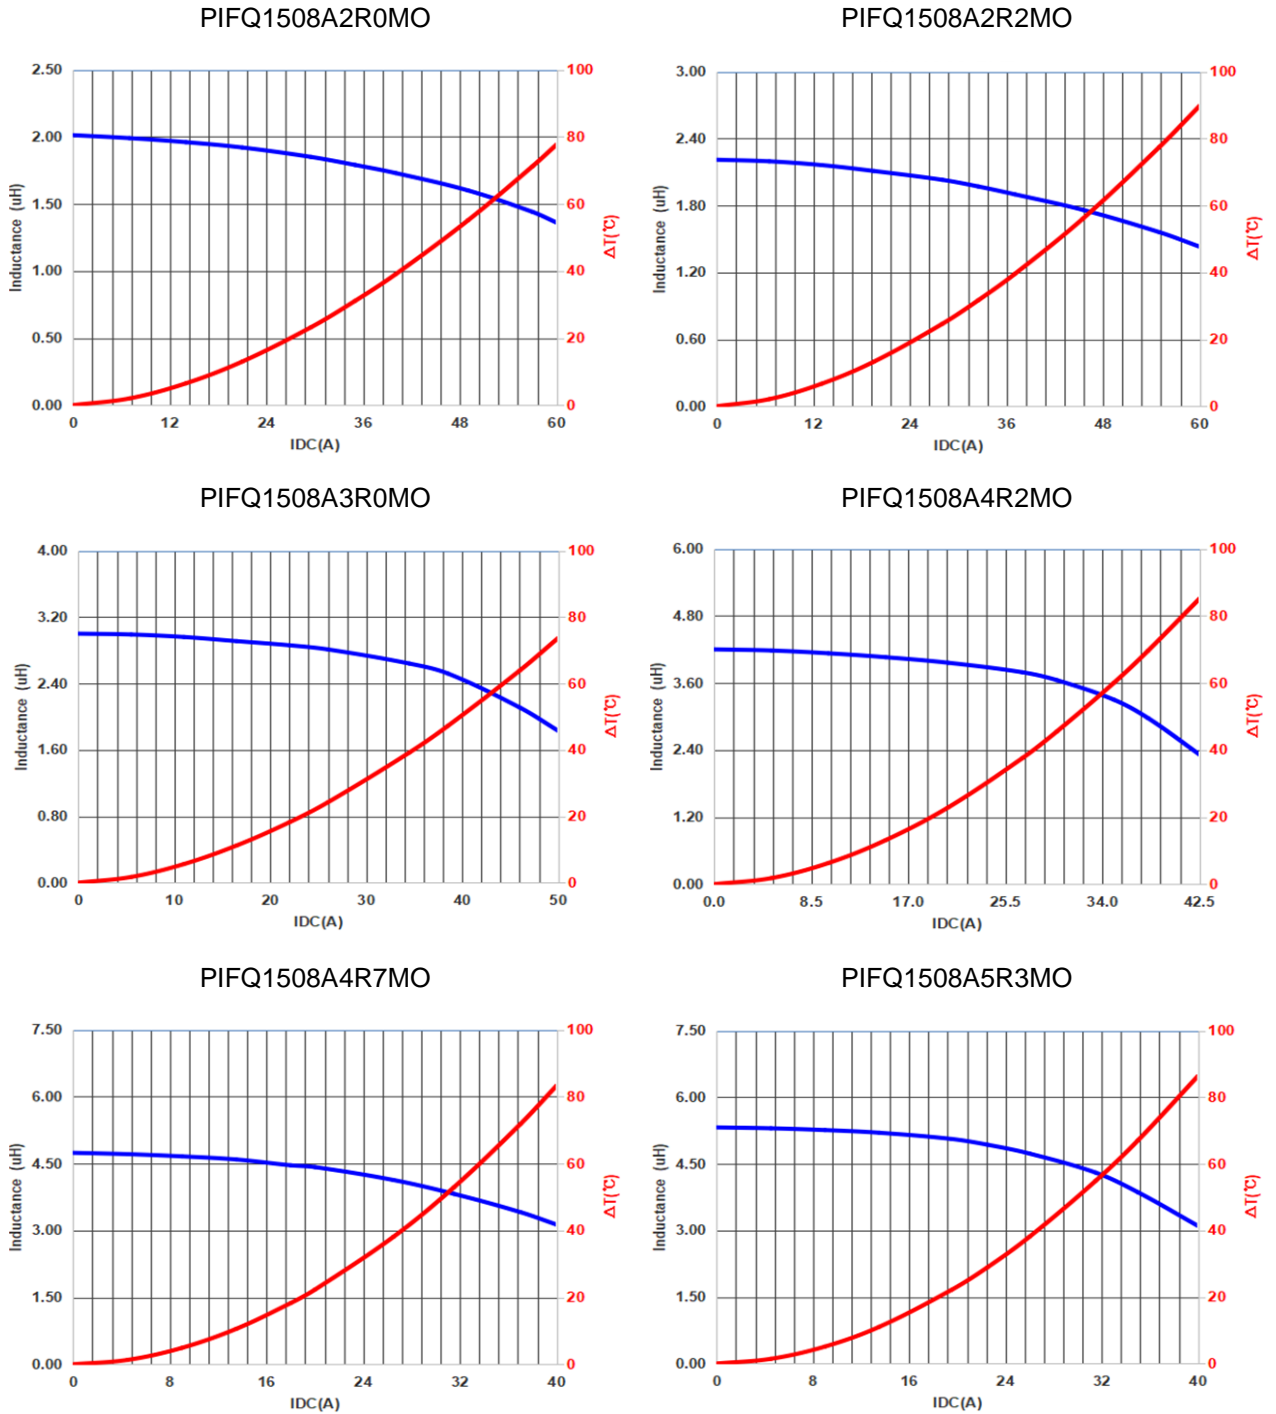 PIFQ1508A2R0MO
2.50
2.00
1.50
1.00
0.50
0.00
Inductance (uH)
0 12 24 36 48 60
IDC(A)
100
80
60
40
20
0
ΔT(℃)
PIFQ1508A2R2MO
3.00
2.40
1.80
1.20
0.60
0.00
Inductance (uH)
0 12 24 36 48 60
IDC(A)
100
80
60
40
20
0
ΔT(℃)
PIFQ1508A3R0MO
4.00
3.20
2.40
1.60
0.80
0.00
Inductance (uH)
0 10 20 30 40 50
IDC(A)
100
80
60
40
20
0
ΔT(℃)
PIFQ1508A4R2MO
6.00
4.80
3.60
2.40
1.20
0.00
Inductance (uH)
0.0 8.5 17.0 25.5 34.0 42.5
IDC(A)
100
80
60
40
20
0
ΔT(℃)
PIFQ1508A4R7MO
7.50
6.00
4.50
3.00
1.50
0.00
Inductance (uH)
0 8 16 24 32 40
IDC(A)
100
80
60
40
20
0
ΔT(℃)
PIFQ1508A5R3MO
7.50
6.00
4.50
3.00
1.50
0.00
Inductance (uH)
0 8 16 24 32 40
IDC(A)
100
80
60
40
20
0
ΔT(℃)